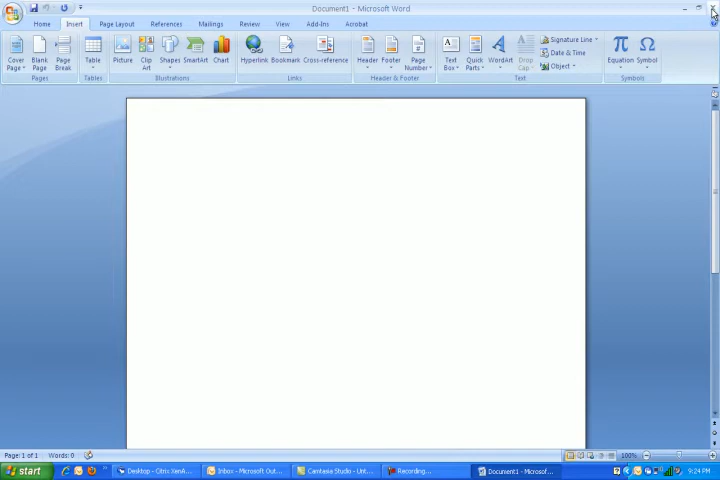 Document1 - Microsoft Word
Home Insert Page Layout References Mailings Review View Add-Ins Acrobat
Cover Page Blank Page Page Break
Table
Picture Clip Art Shapes SmartArt Chart
Hyperlink Bookmark Cross-reference
Header Footer Page Number
Text Box Quick Parts WordArt Drop Cap
Signature Line
Date & Time
Object
Equation Symbol
Pages Tables Illustrations Links Header & Footer Text Symbols
Page: 1 of 1 Words: 0 100%
start Desktop - Citrix XenA... Inbox - Microsoft Out... Camtasia Studio - Unt... Recording... Document1 - Microsof... 9:24 PM